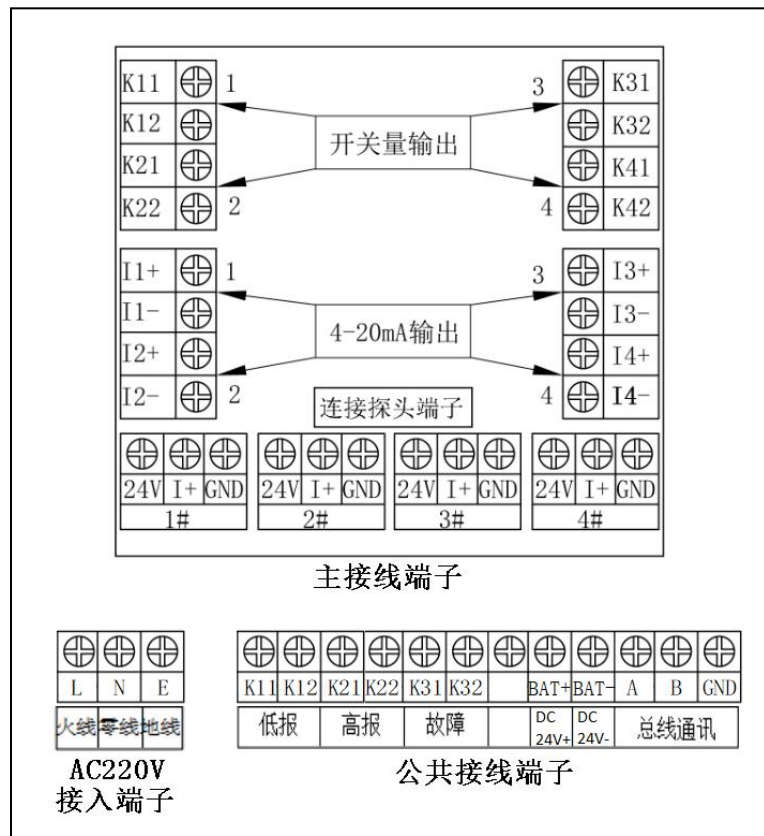 K11 1 3 K31
K12 K32
开关量输出
K21 K41
K22 2 4 K42
I1+ 1 3 I3+
I1- I3-
4-20mA输出
I2+ I4+
I2- 2 4 I4-
连接探头端子
24V I+ GND 24V I+ GND 24V I+ GND 24V I+ GND
1# 2# 3# 4#
主接线端子
L N E
火线 零线 地线
AC220V
接入端子
K11 K12 K21 K22 K31 K32 BAT+ BAT- A B GND
低报 高报 故障 DC 24V+ DC 24V- 总线通讯
公共接线端子